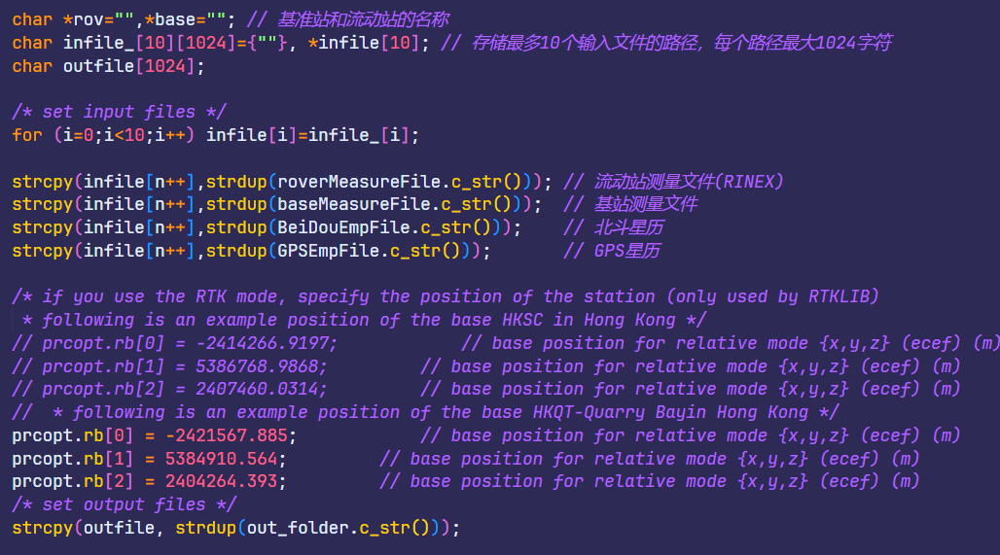 char *rov="",*base=""; // 基准站和流动站的名称
char infile_[10][1024]={""}, *infile[10]; // 存储最多10个输入文件的路径，每个路径最大1024字符
char outfile[1024];
/* set input files */
for (i=0;i<10;i++) infile[i]=infile_[i];
strcpy(infile[n++],strdup(roverMeasureFile.c_str())); // 流动站测量文件(RINEX)
strcpy(infile[n++],strdup(baseMeasureFile.c_str()));  // 基站测量文件
strcpy(infile[n++],strdup(BeiDouEmpFile.c_str()));    // 北斗星历
strcpy(infile[n++],strdup(GPSEmpFile.c_str()));       // GPS星历
/* if you use the RTK mode, specify the position of the station (only used by RTKLIB)
 * following is an example position of the base HKSC in Hong Kong */
// prcopt.rb[0] = -2414266.9197;            // base position for relative mode {x,y,z} (ecef) (m)
// prcopt.rb[1] = 5386768.9868;         // base position for relative mode {x,y,z} (ecef) (m)
// prcopt.rb[2] = 2407460.0314;         // base position for relative mode {x,y,z} (ecef) (m)
//  * following is an example position of the base HKQT-Quarry Bayin Hong Kong */
prcopt.rb[0] = -2421567.885;            // base position for relative mode {x,y,z} (ecef) (m)
prcopt.rb[1] = 5384910.564;         // base position for relative mode {x,y,z} (ecef) (m)
prcopt.rb[2] = 2404264.393;         // base position for relative mode {x,y,z} (ecef) (m)
/* set output files */
strcpy(outfile, strdup(out_folder.c_str()));